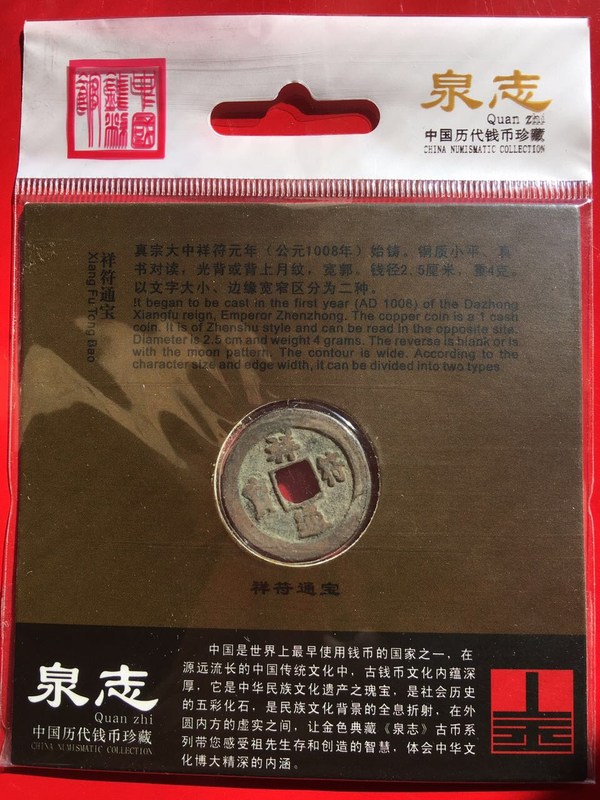 泉志
Quan zhi
中国历代钱币珍藏
CHINA NUMISMATIC COLLECTION
祥符通宝
Xiang Fu Tong Bao
真宗大中祥符元年（公元1008年）始铸。铜质小平、真
书对读，光背或背上月纹，宽郭。钱径2.5厘米，重4克。
以文字大小、边缘宽窄区分为二种。
It began to be cast in the first year (AD 1008) of the Dazhong
Xiangfu reign, Emperor Zhenzhong. The copper coin is a 1 cash
coin. It is of Zhenshu style and can be read in the opposite site.
Diameter is 2.5 cm and weight 4 grams. The reverse is blank or is
with the moon pattern. The contour is wide. According to the
character size and edge width, it can be divided into two types.
祥符通宝
泉志
Quan zhi
中国历代钱币珍藏
CHINA NUMISMATIC COLLECTION
中国是世界上最早使用钱币的国家之一，在
源远流长的中国传统文化中，古钱币文化内蕴深
厚，它是中华民族文化遗产之瑰宝，是社会历史
的五彩化石，是民族文化背景的全息折射，在外
圆内方的虚实之间，让金色典藏《泉志》古币系
列带您感受祖先生存和创造的智慧，体会中华文
化博大精深的内涵。